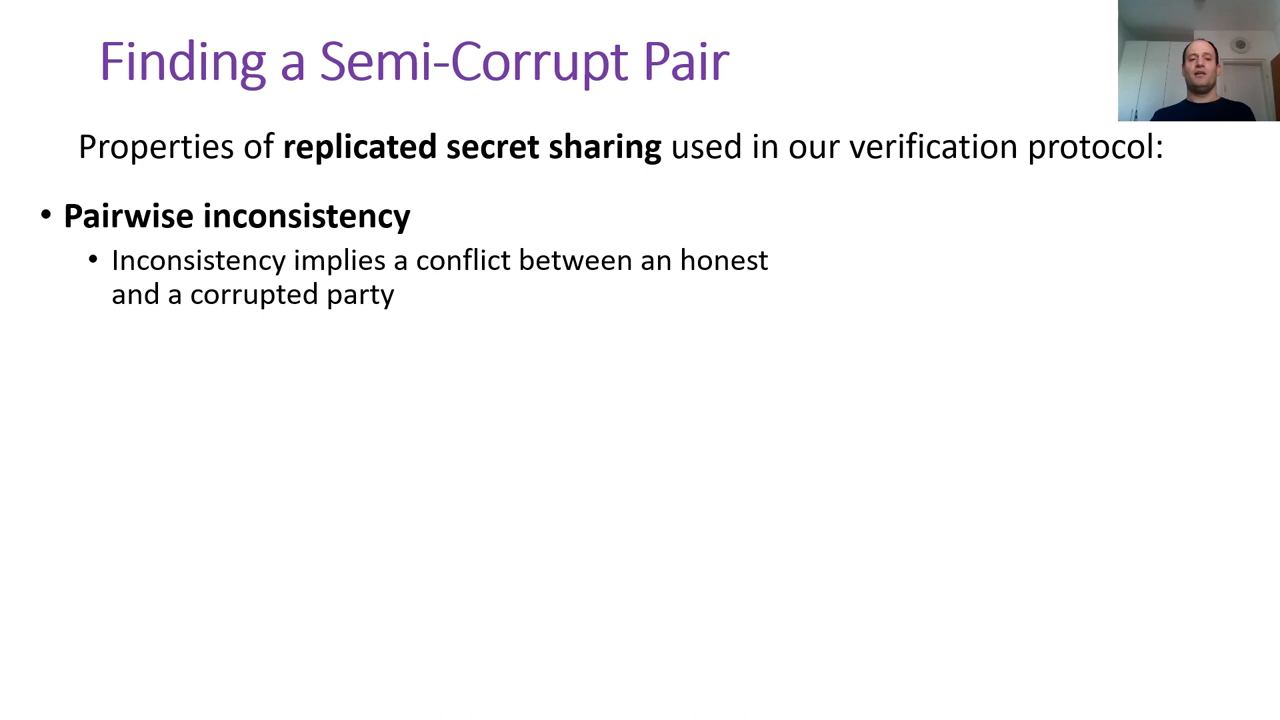 Finding a Semi-Corrupt Pair
Properties of replicated secret sharing used in our verification protocol:
• Pairwise inconsistency
• Inconsistency implies a conflict between an honest
and a corrupted party